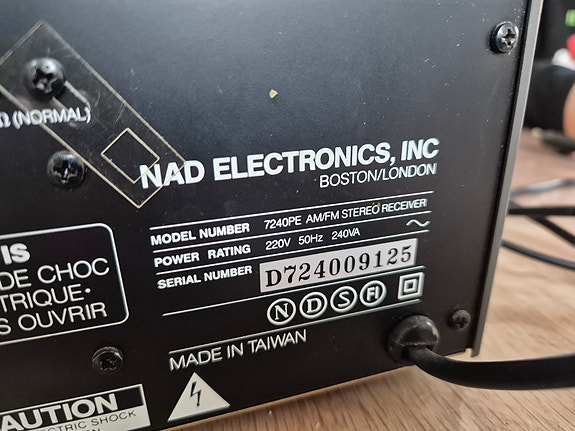 Ω (NORMAL)
NAD ELECTRONICS, INC
BOSTON/LONDON
MODEL NUMBER 7240PE AM/FM STEREO RECEIVER
POWER RATING 220V 50Hz 240VA ~
SERIAL NUMBER D724009125
N D S FI
IS
DE CHOC
TRIQUE·
S OUVRIR
MADE IN TAIWAN
AUTION
ECTRIC SHOCK